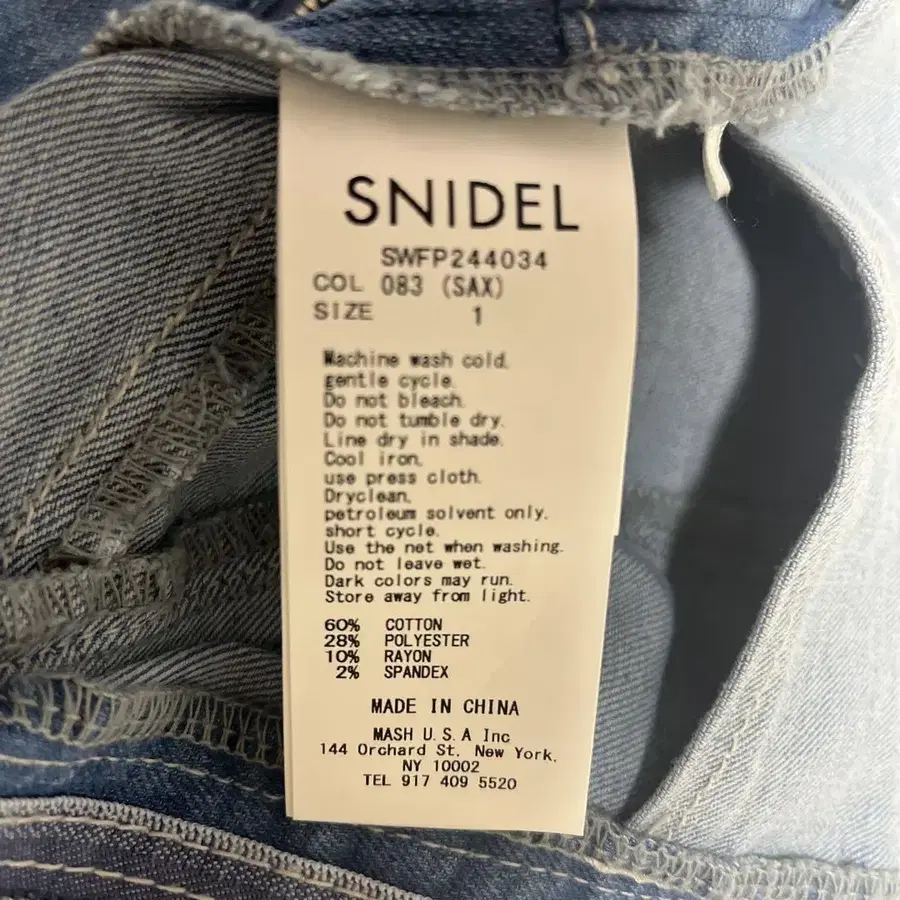 SNIDEL
SWFP244034
COL 083 (SAX)
SIZE 1
Machine wash cold,
gentle cycle.
Do not bleach.
Do not tumble dry.
Line dry in shade.
Cool iron,
use press cloth.
Dryclean,
petroleum solvent only,
short cycle.
Use the net when washing.
Do not leave wet.
Dark colors may run.
Store away from light.
60% COTTON
28% POLYESTER
10% RAYON
2% SPANDEX
MADE IN CHINA
MASH U.S.A Inc
144 Orchard St, New York,
NY 10002
TEL 917 409 5520